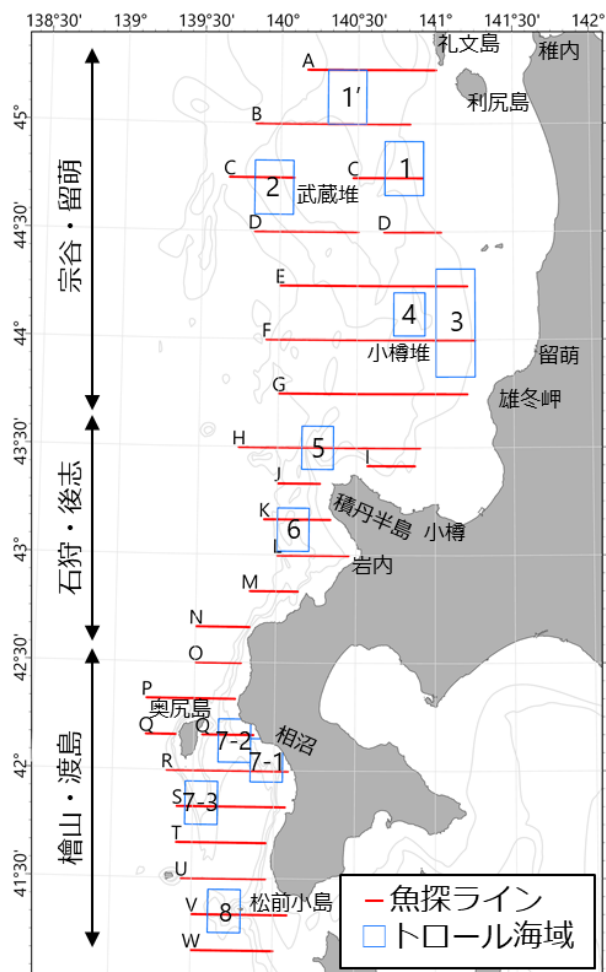 138°30' 139° 139°30' 140° 140°30' 141° 141°30' 142°
礼文島
稚内
A
1′
利尻島
45°
B
1
C
C
2
武蔵堆
44°30'
D
D
宗谷・留萌
E
4
3
44°
F
小樽堆
留萌
G
雄冬岬
43°30'
H
5
I
J
積丹半島
小樽
K
6
石狩・後志
43°
L
岩内
M
N
42°30'
O
P
奥尻島
Q
Q
7-2
相沼
7-1
42°
R
S
7-3
檜山・渡島
T
41°30'
U
松前小島
V
8
W
魚探ライン
トロール海域